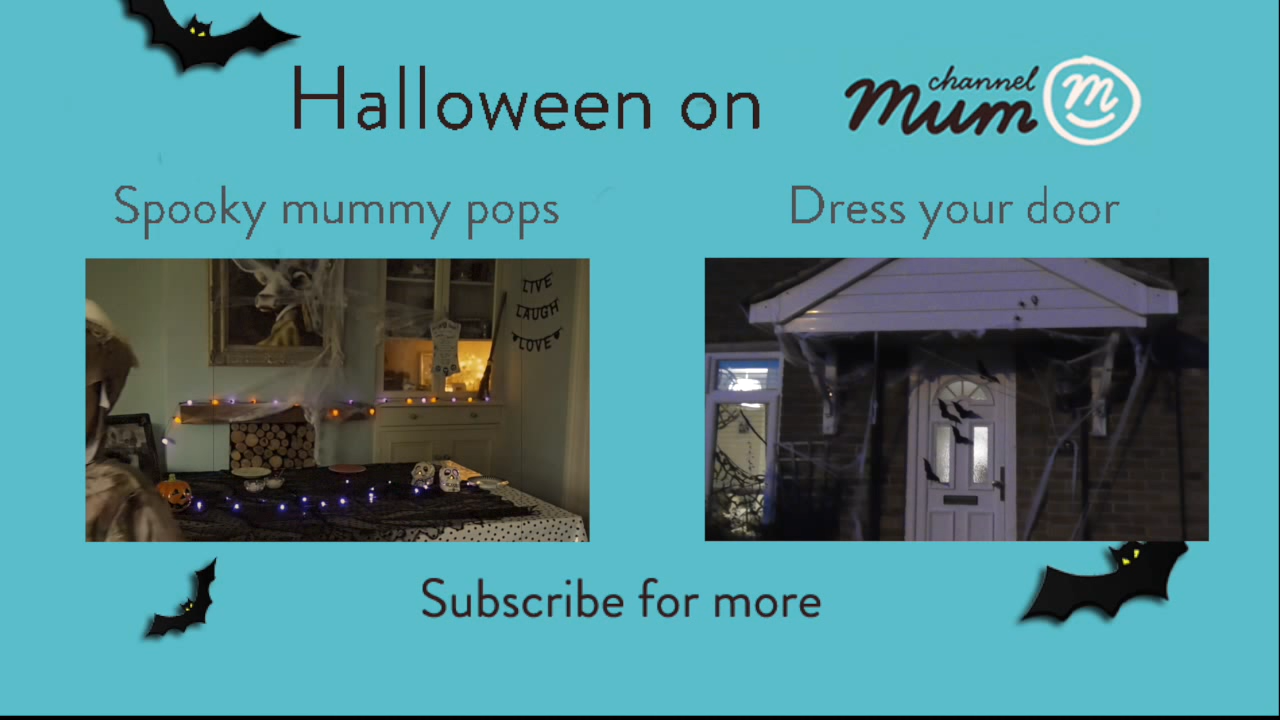 Halloween on
channel
mum m
Spooky mummy pops
Dress your door
LIVE
LAUGH
LOVE
Subscribe for more